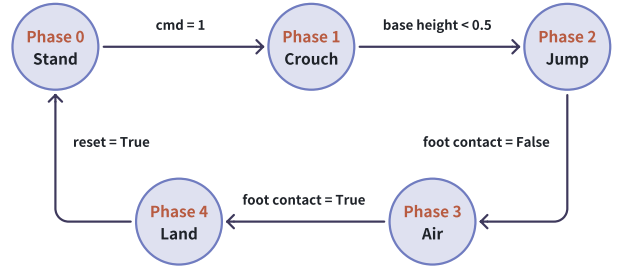 Phase 0
Stand
cmd = 1
Phase 1
Crouch
base height < 0.5
Phase 2
Jump
reset = True
foot contact = False
Phase 4
Land
foot contact = True
Phase 3
Air